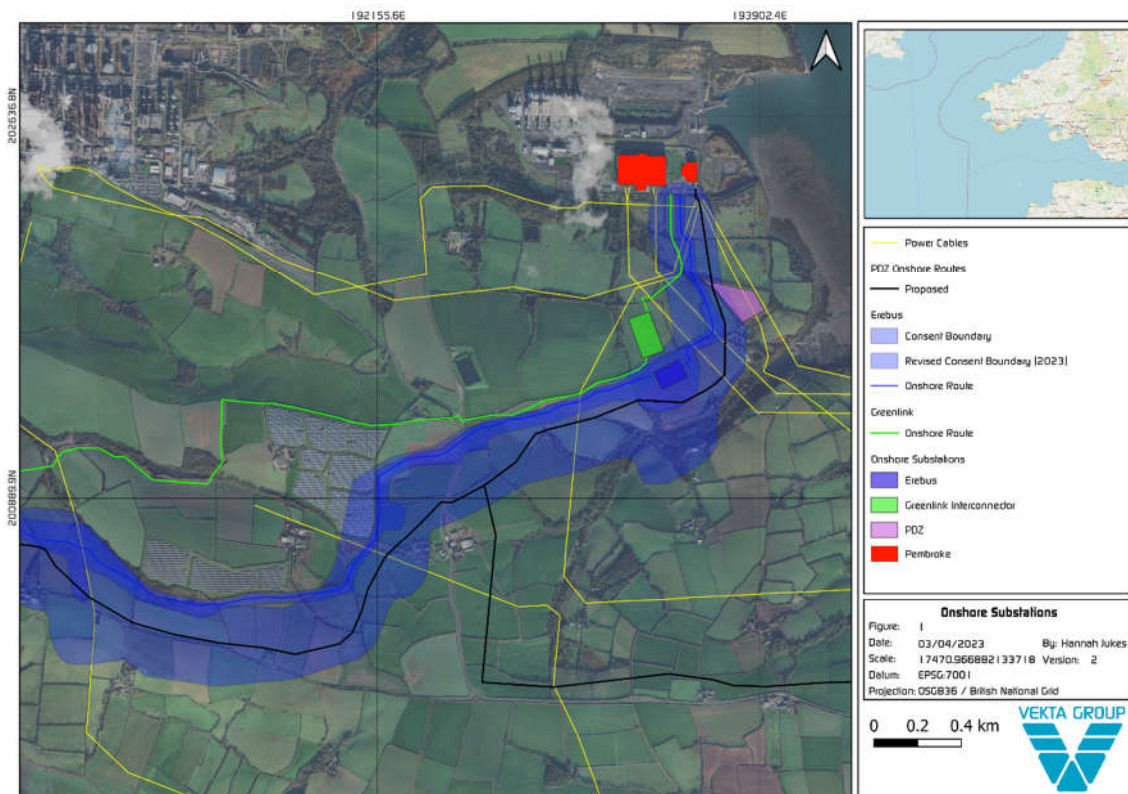 192155.6E
193902.4E
202636.8N
200889.9N
Power Cables
PDZ Onshore Routes
Proposed
Erebus
Consent Boundary
Revised Consent Boundary (2023)
Onshore Route
Greenlink
Onshore Route
Onshore Substations
Erebus
Greenlink Interconnector
PDZ
Pembroke
Onshore Substations
Figure: 1
Date: 03/04/2023 By: Hannah Jukes
Scale: 17470.966882133718 Version: 2
Datum: EPSG:7001
Projection: OSGB36 / British National Grid
0 0.2 0.4 km
VEKTA GROUP